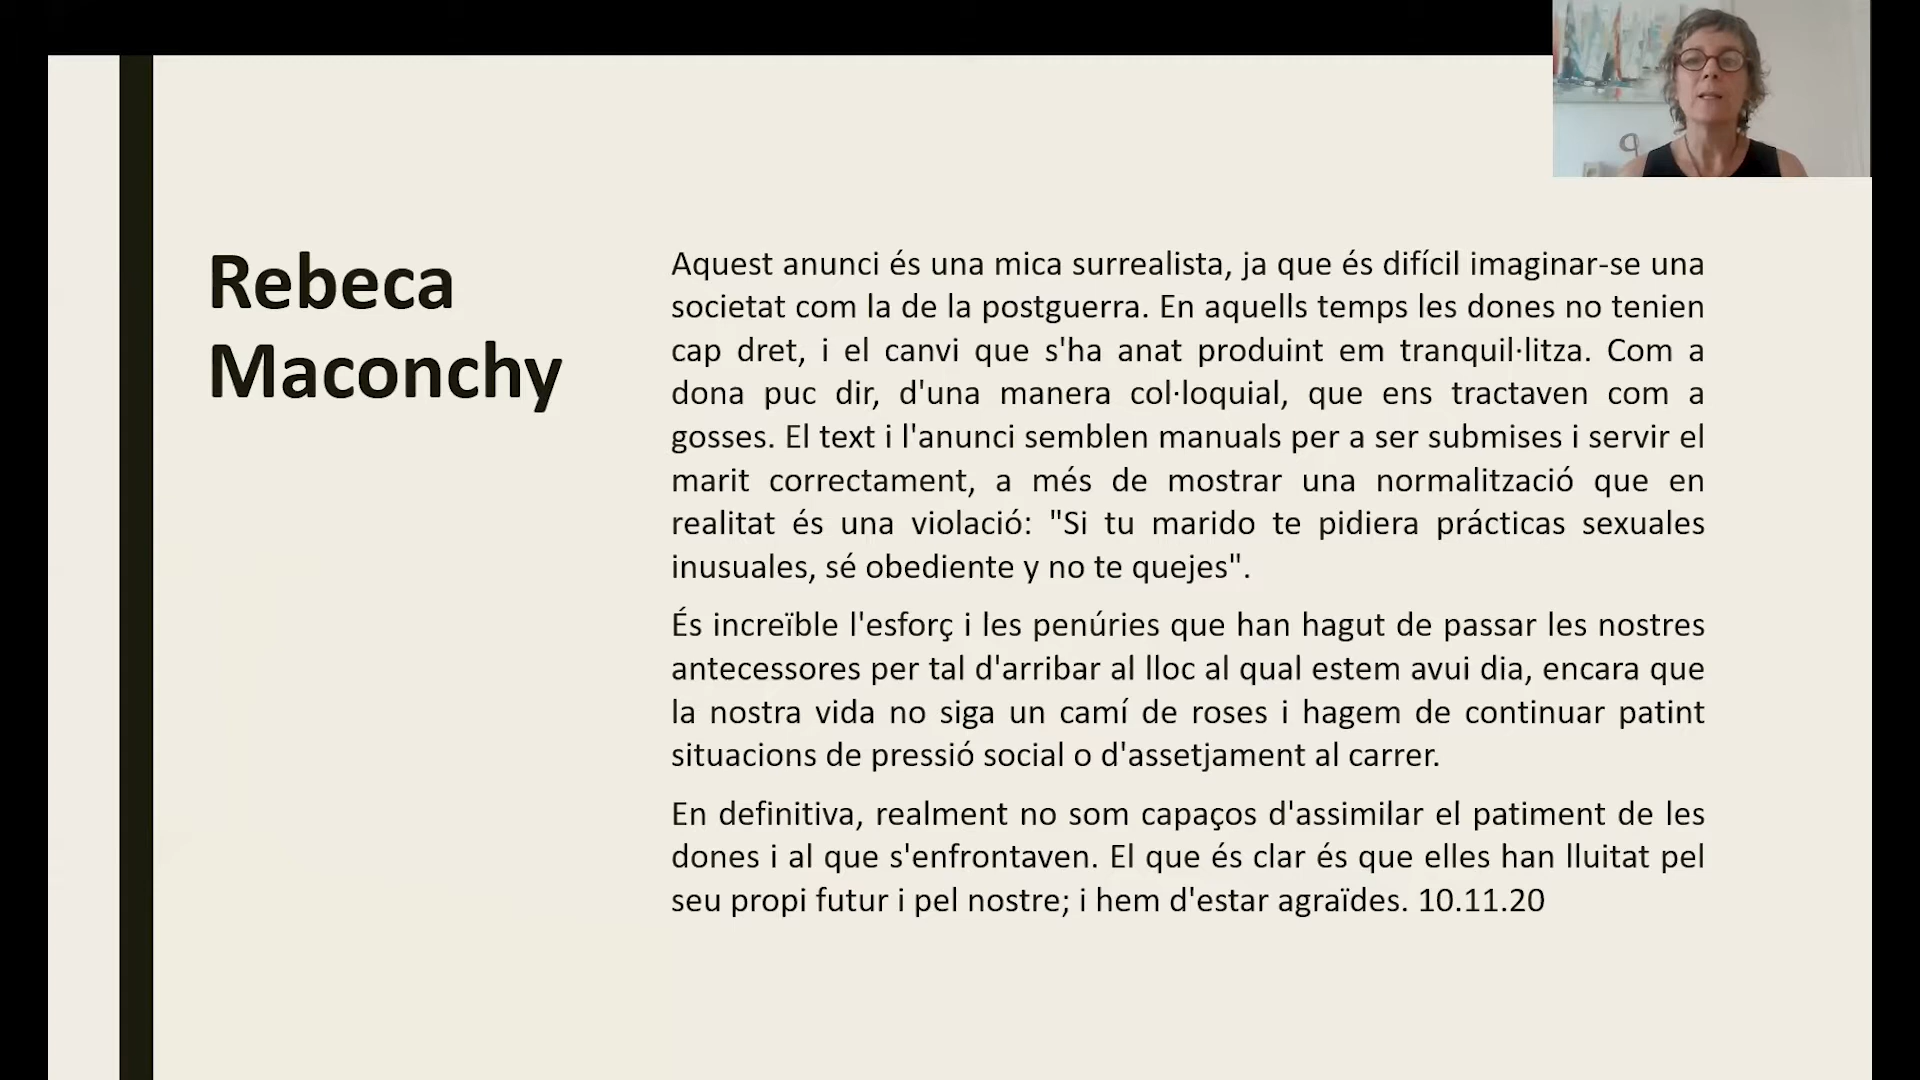 Rebeca
Maconchy
Aquest anunci és una mica surrealista, ja que és difícil imaginar-se una
societat com la de la postguerra. En aquells temps les dones no tenien
cap dret, i el canvi que s'ha anat produint em tranquil·litza. Com a
dona puc dir, d'una manera col·loquial, que ens tractaven com a
gosses. El text i l'anunci semblen manuals per a ser submises i servir el
marit correctament, a més de mostrar una normalització que en
realitat és una violació: "Si tu marido te pidiera prácticas sexuales
inusuales, sé obediente y no te quejes".
És increïble l'esforç i les penúries que han hagut de passar les nostres
antecessores per tal d'arribar al lloc al qual estem avui dia, encara que
la nostra vida no siga un camí de roses i hagem de continuar patint
situacions de pressió social o d'assetjament al carrer.
En definitiva, realment no som capaços d'assimilar el patiment de les
dones i al que s'enfrontaven. El que és clar és que elles han lluitat pel
seu propi futur i pel nostre; i hem d'estar agraïdes. 10.11.20